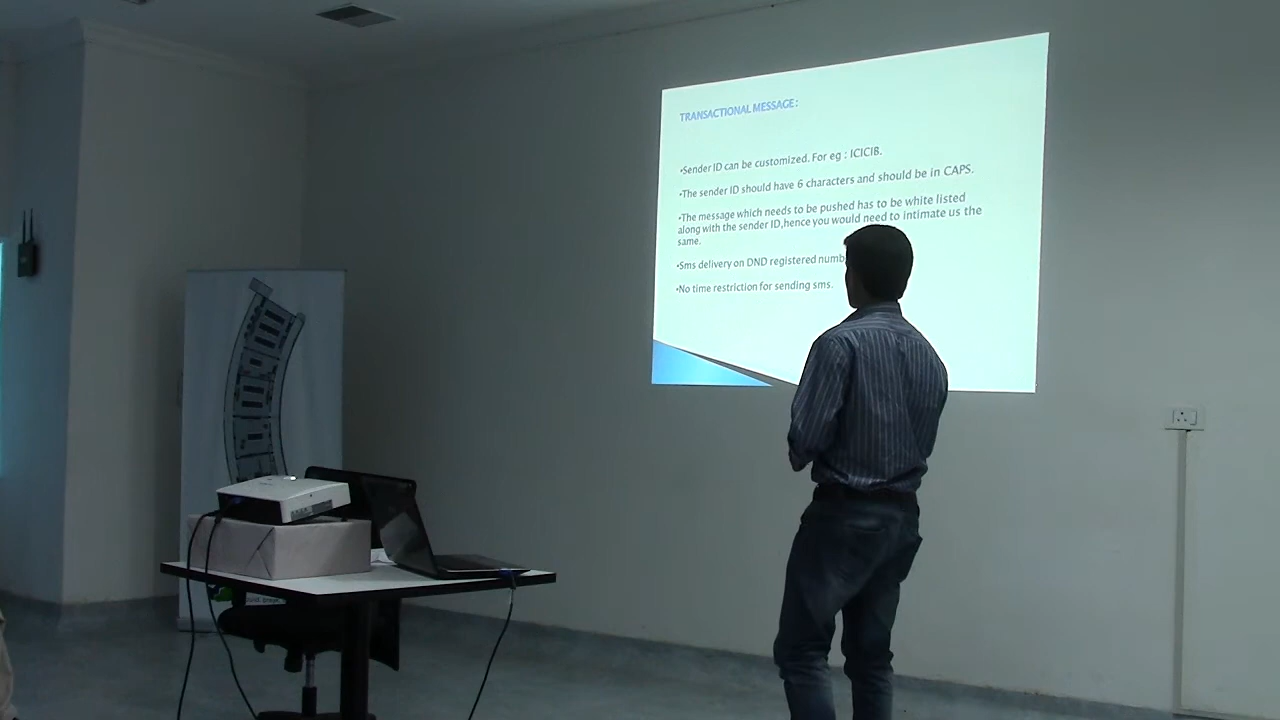 TRANSACTIONAL MESSAGE :
•Sender ID can be customized. For eg : ICICIB.
•The sender ID should have 6 characters and should be in CAPS.
•The message which needs to be pushed has to be white listed
along with the sender ID,hence you would need to intimate us the
same.
•Sms delivery on DND registered
•No time restriction for sending sms.